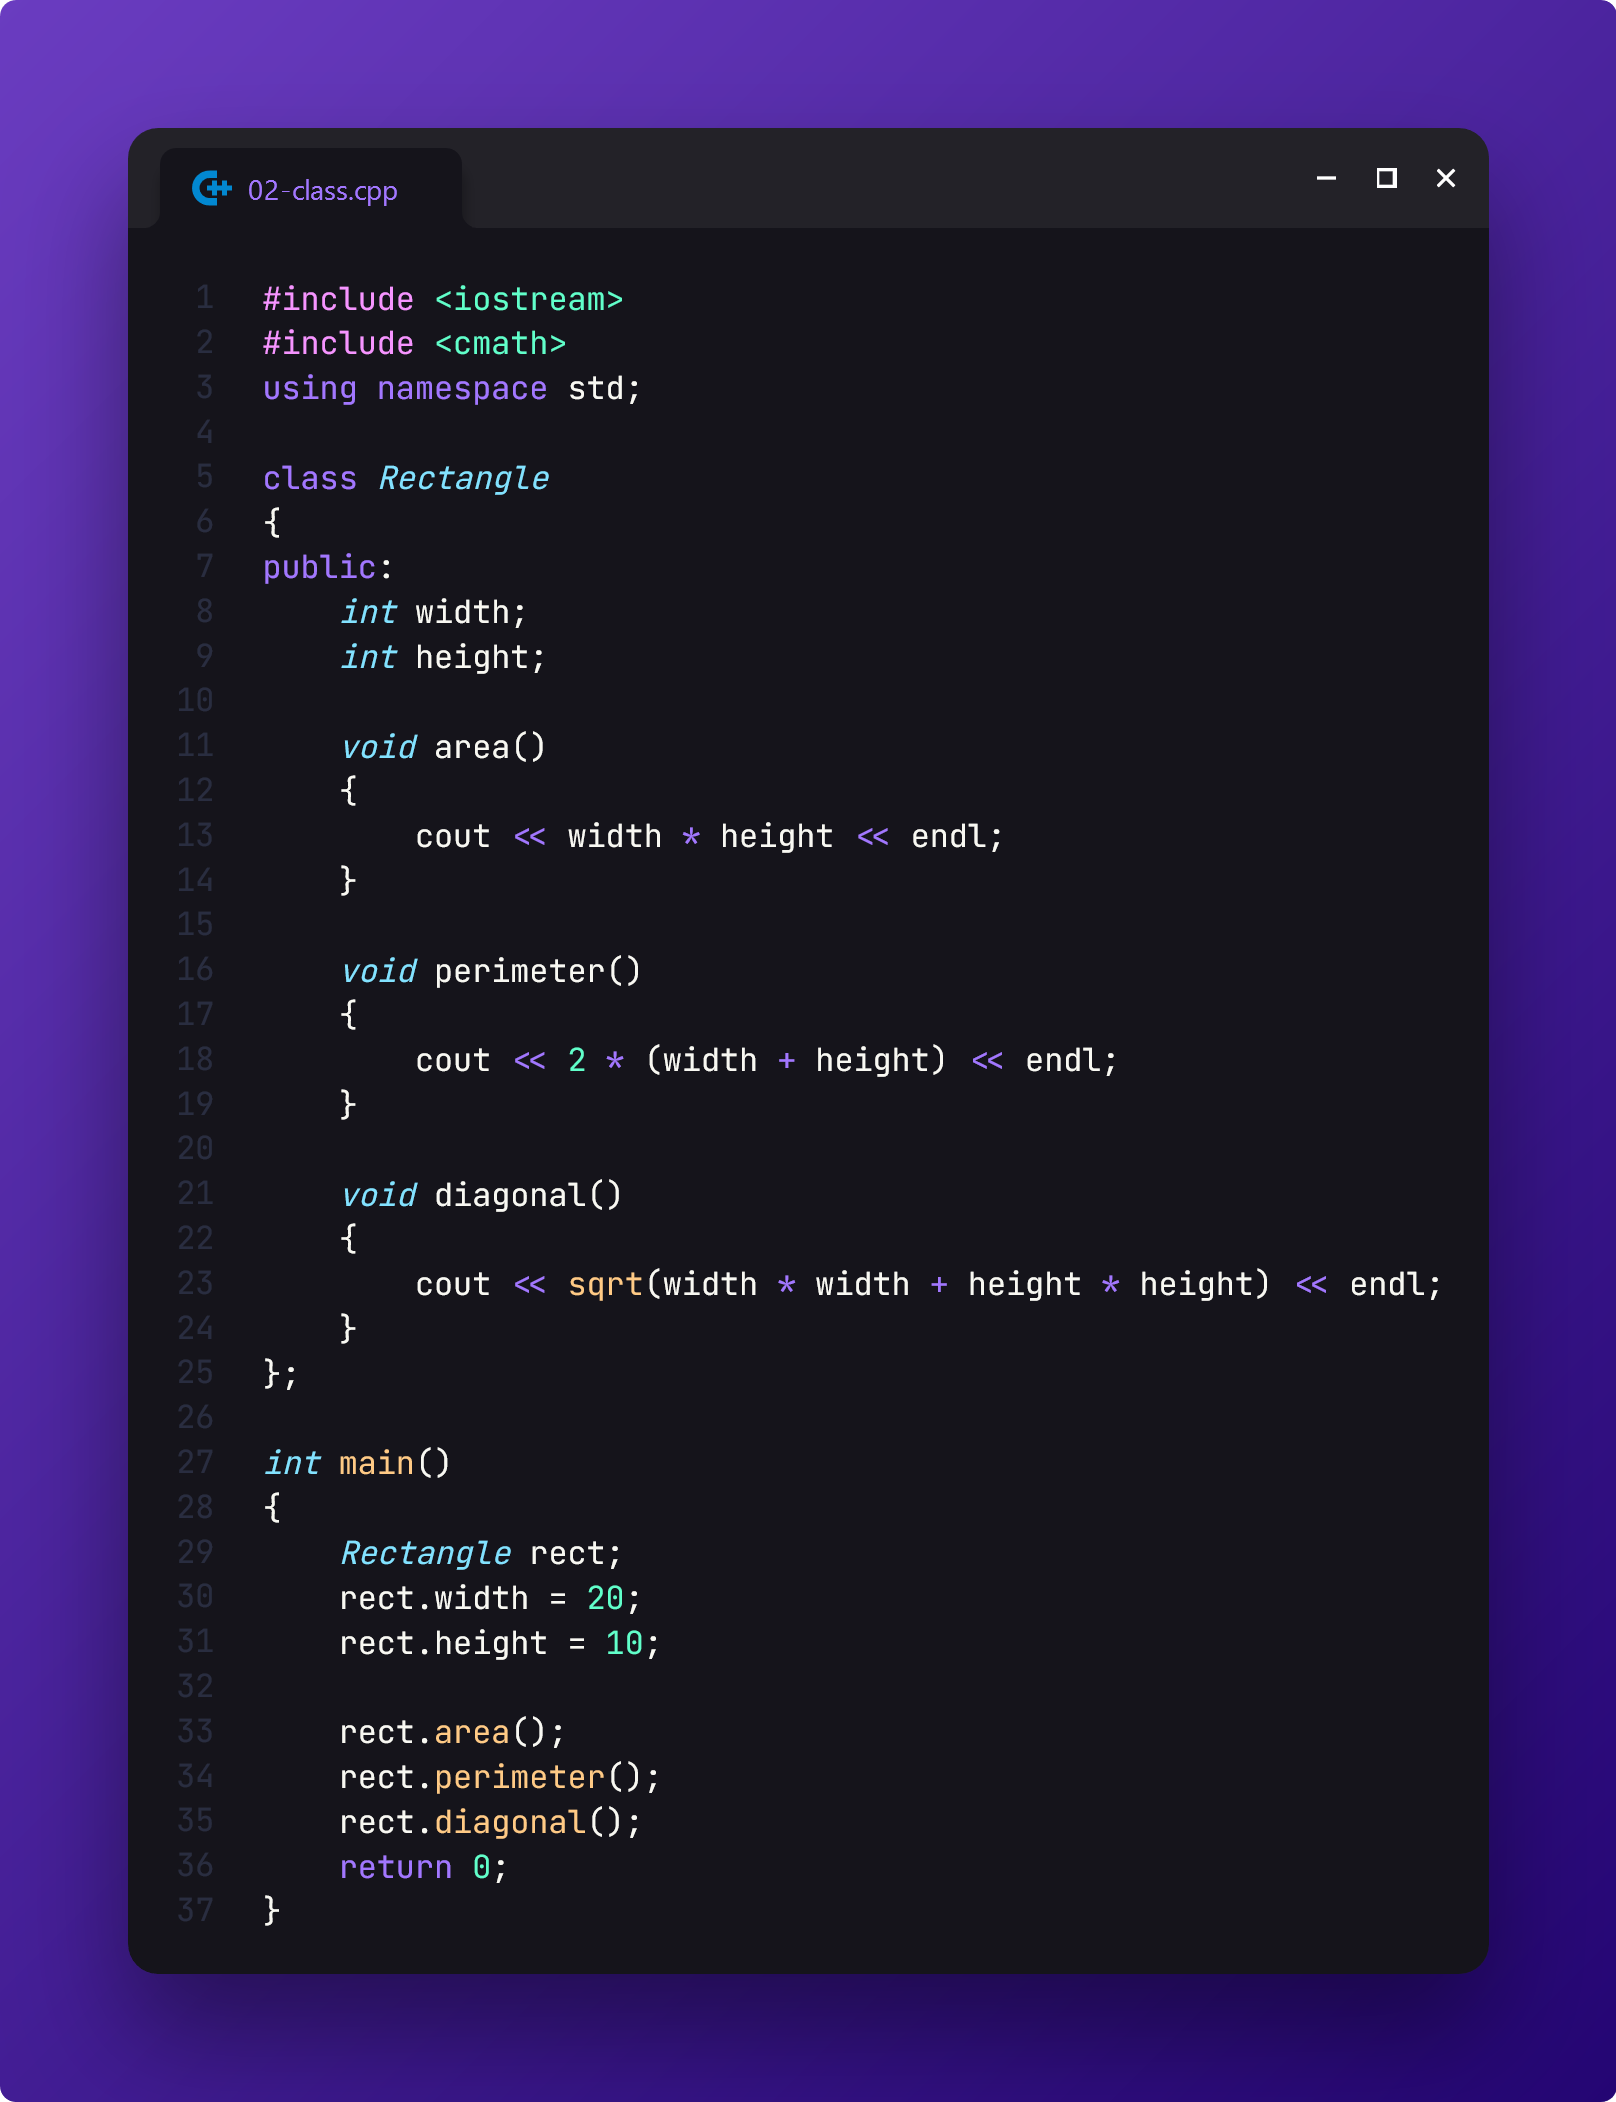 02-class.cpp
1 #include <iostream>
2 #include <cmath>
3 using namespace std;
4
5 class Rectangle
6 {
7 public:
8     int width;
9     int height;
10
11     void area()
12     {
13         cout << width * height << endl;
14     }
15
16     void perimeter()
17     {
18         cout << 2 * (width + height) << endl;
19     }
20
21     void diagonal()
22     {
23         cout << sqrt(width * width + height * height) << endl;
24     }
25 };
26
27 int main()
28 {
29     Rectangle rect;
30     rect.width = 20;
31     rect.height = 10;
32
33     rect.area();
34     rect.perimeter();
35     rect.diagonal();
36     return 0;
37 }